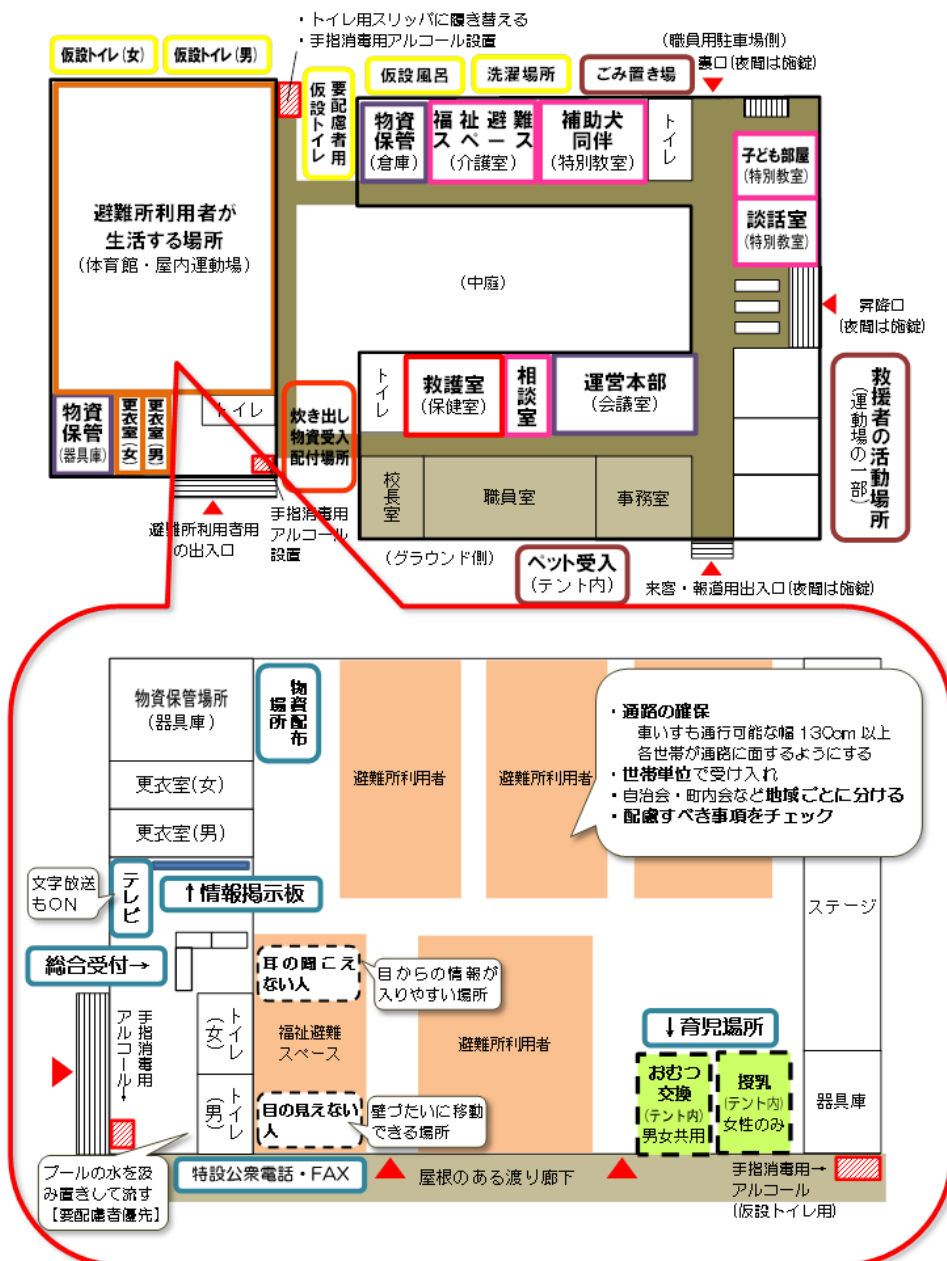 ・トイレ用スリッパに履き替える
・手指消毒用アルコール設置
仮設トイレ(女)
仮設トイレ(男)
要配慮者用
仮設トイレ
仮設風呂
洗濯場所
ごみ置き場
(職員用駐車場側)
裏口(夜間は施錠)
物資
保管
(倉庫)
福祉避難
スペース
(介護室)
補助犬
同伴
(特別教室)
トイレ
子ども部屋
(特別教室)
談話室
(特別教室)
避難所利用者が
生活する場所
(体育館・屋内運動場)
(中庭)
昇降口
(夜間は施錠)
トイレ
救護室
(保健室)
相談室
運営本部
(会議室)
救援者の活動場所
(運動場の一部)
物資
保管
(器具庫)
更衣室(女)
更衣室(男)
トイレ
炊き出し
物資受入
配付場所
校長室
職員室
事務室
避難所利用者用
の出入口
手指消毒用
アルコール
設置
(グラウンド側)
ペット受入
(テント内)
来客・報道用出入口(夜間は施錠)
物資保管場所
(器具庫)
物資配布
場所
避難所利用者
避難所利用者
・通路の確保
車いすも通行可能な幅130cm以上
各世帯が通路に面するようにする
・世帯単位で受け入れ
・自治会・町内会など地域ごとに分ける
・配慮すべき事項をチェック
更衣室(女)
更衣室(男)
文字放送
もON
テレビ
↑情報掲示板
ステージ
総合受付→
耳の聞こえ
ない人
目からの情報が
入りやすい場所
手指消毒用
アルコール→
トイレ
(女)
福祉避難
スペース
避難所利用者
↓育児場所
トイレ
(男)
目の見えない
人
壁づたいに移動
できる場所
おむつ
交換
(テント内)
男女共用
授乳
(テント内)
女性のみ
器具庫
プールの水を汲
み置きして流す
【要配慮者優先】
特設公衆電話・FAX
屋根のある渡り廊下
手指消毒用→
アルコール
(仮設トイレ用)